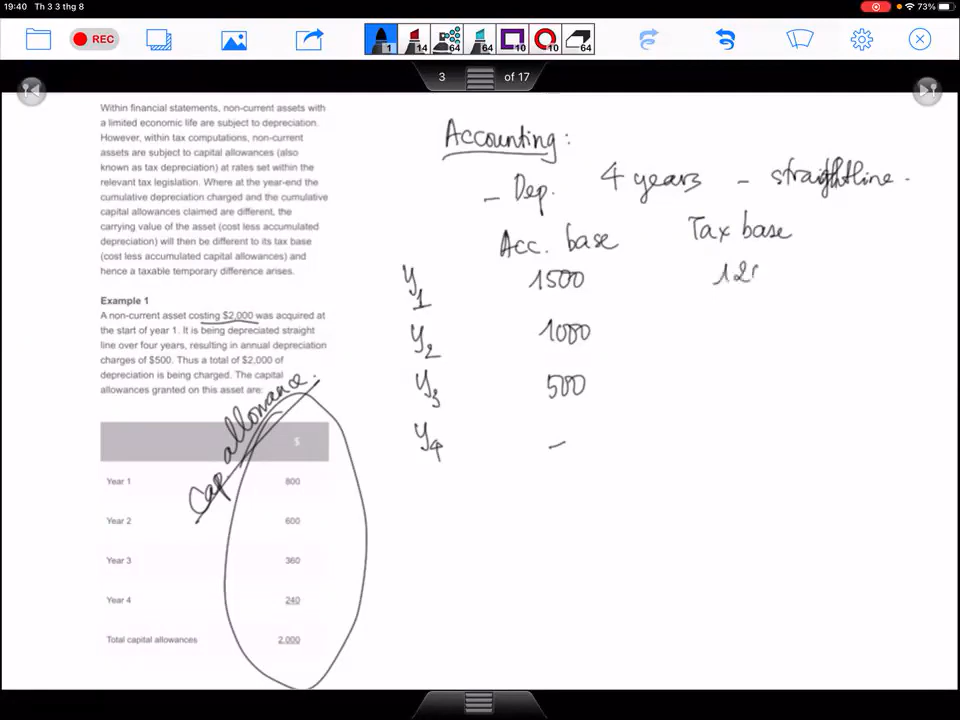 19:40 Th 3 3 thg 8
73%
REC
1 14 64 64 10 10 64
3 of 17
Within financial statements, non-current assets with
a limited economic life are subject to depreciation.
However, within tax computations, non-current
assets are subject to capital allowances (also
known as tax depreciation) at rates set within the
relevant tax legislation. Where at the year-end the
cumulative depreciation charged and the cumulative
capital allowances claimed are different, the
carrying value of the asset (cost less accumulated
depreciation) will then be different to its tax base
(cost less accumulated capital allowances) and
hence a taxable temporary difference arises.
Example 1
A non-current asset costing $2,000 was acquired at
the start of year 1. It is being depreciated straight
line over four years, resulting in annual depreciation
charges of $500. Thus a total of $2,000 of
depreciation is being charged. The capital
allowances granted on this asset are:
Cap allowance.
$
Year 1 800
Year 2 600
Year 3 360
Year 4 240
Total capital allowances 2,000
Accounting:
- Dep. 4 years - straightline.
Acc. base Tax base
Y1 1500 120
Y2 1000
Y3 500
Y4 -